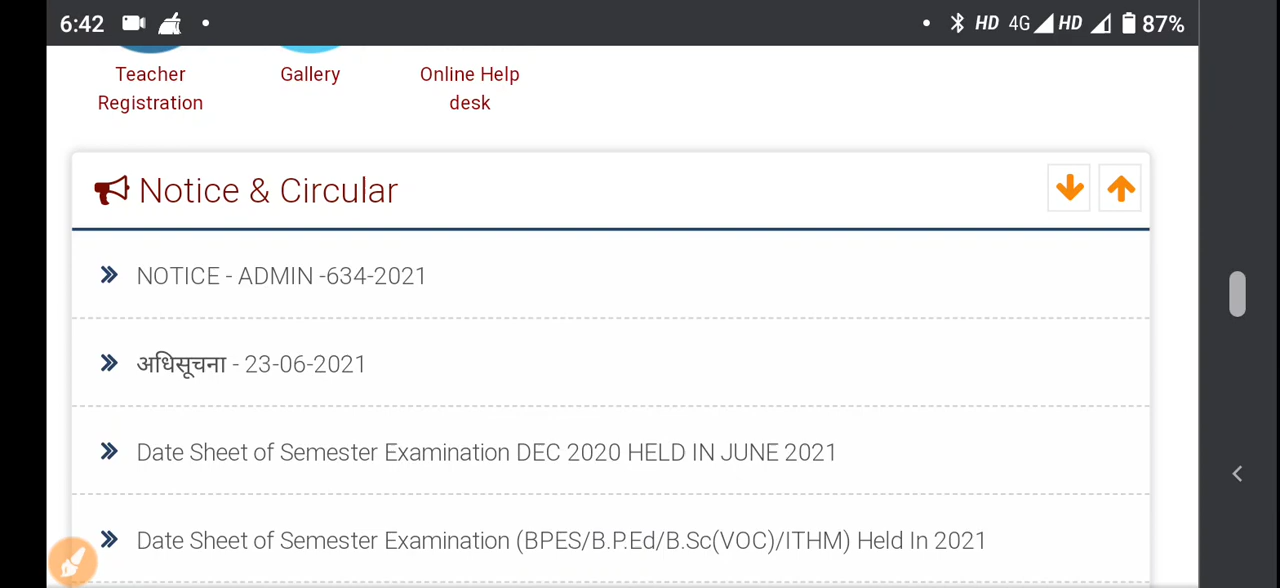 6:42 HD 4G HD 87%
Teacher Gallery Online Help
Registration desk
Notice & Circular
NOTICE - ADMIN -634-2021
अधिसूचना - 23-06-2021
Date Sheet of Semester Examination DEC 2020 HELD IN JUNE 2021
Date Sheet of Semester Examination (BPES/B.P.Ed/B.Sc(VOC)/ITHM) Held In 2021